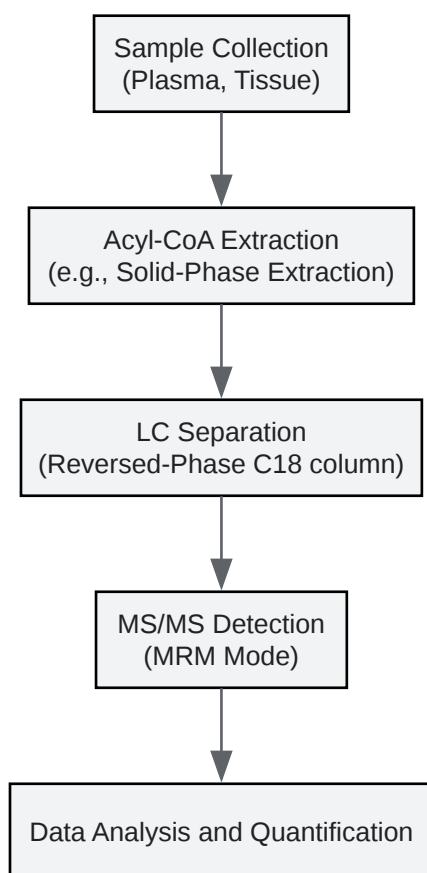 Sample Collection
(Plasma, Tissue)
Acyl-CoA Extraction
(e.g., Solid-Phase Extraction)
LC Separation
(Reversed-Phase C18 column)
MS/MS Detection
(MRM Mode)
Data Analysis and Quantification